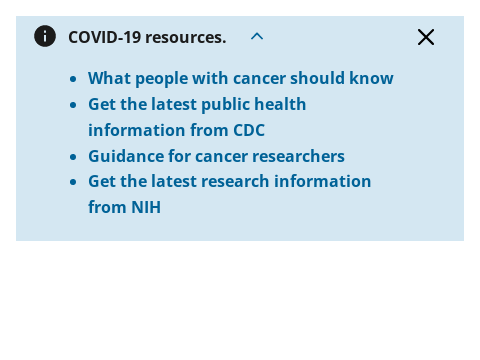 COVID-19 resources.
What people with cancer should know
Get the latest public health
information from CDC
Guidance for cancer researchers
Get the latest research information
from NIH